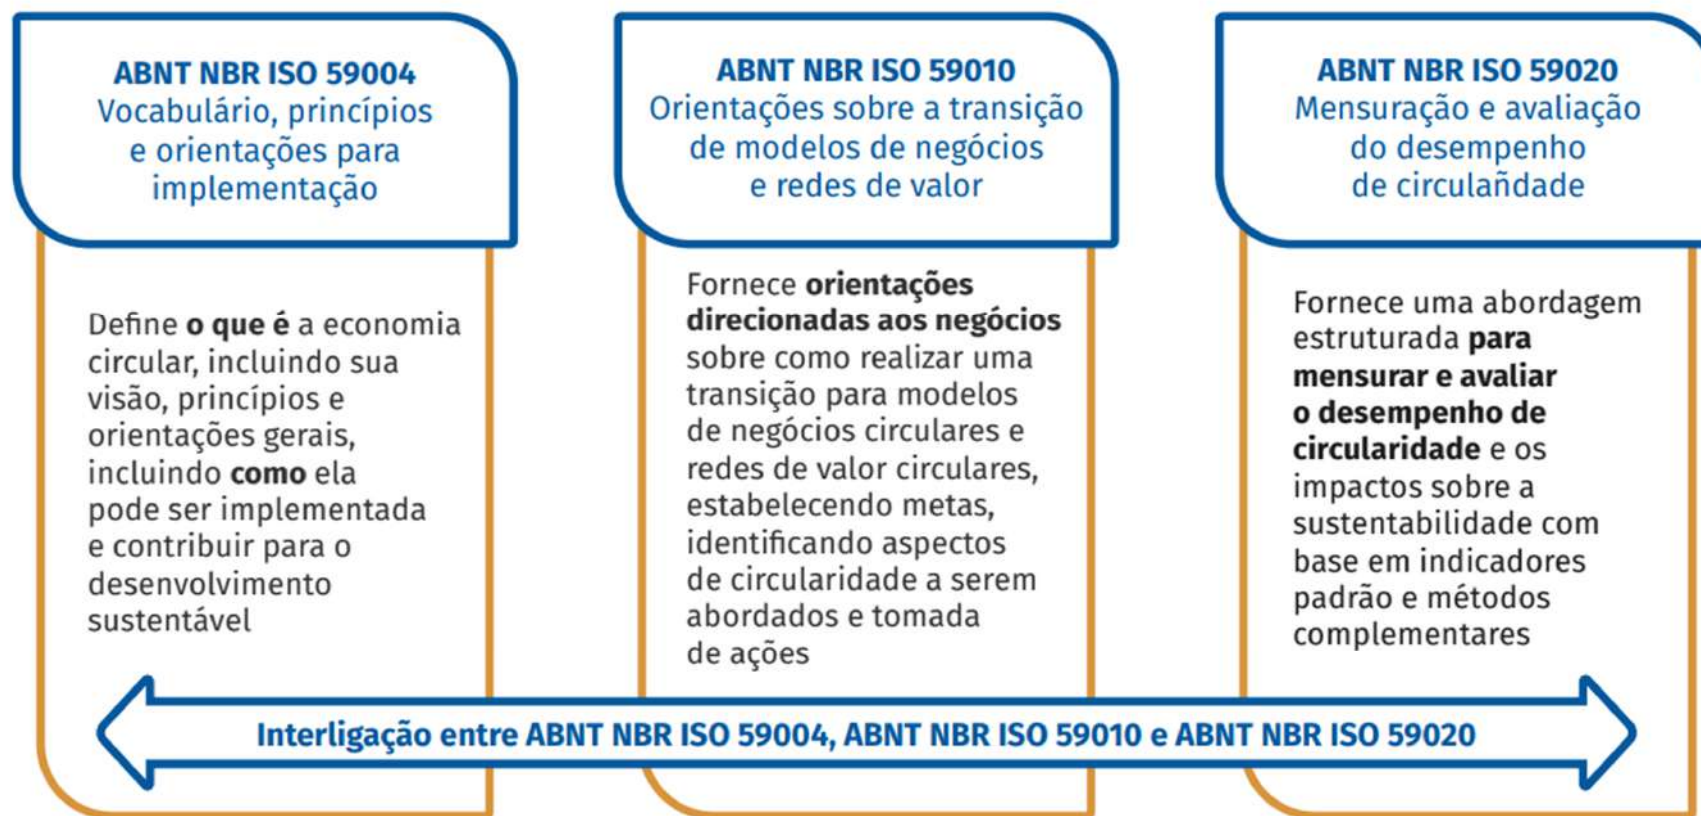 ABNT NBR ISO 59004
Vocabulário, princípios
e orientações para
implementação
Define o que é a economia
circular, incluindo sua
visão, princípios e
orientações gerais,
incluindo como ela
pode ser implementada
e contribuir para o
desenvolvimento
sustentável
ABNT NBR ISO 59010
Orientações sobre a transição
de modelos de negócios
e redes de valor
Fornece orientações
direcionadas aos negócios
sobre como realizar uma
transição para modelos
de negócios circulares e
redes de valor circulares,
estabelecendo metas,
identificando aspectos
de circularidade a serem
abordados e tomada
de ações
ABNT NBR ISO 59020
Mensuração e avaliação
do desempenho
de circulañdade
Fornece uma abordagem
estruturada para
mensurar e avaliar
o desempenho de
circularidade e os
impactos sobre a
sustentabilidade com
base em indicadores
padrão e métodos
complementares
Interligação entre ABNT NBR ISO 59004, ABNT NBR ISO 59010 e ABNT NBR ISO 59020